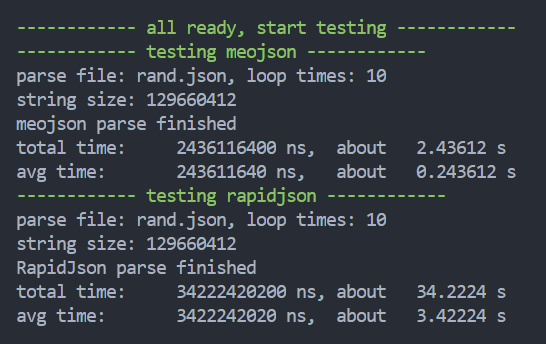 ------------ all ready, start testing ------------
------------ testing meojson ------------
parse file: rand.json, loop times: 10
string size: 129660412
meojson parse finished
total time:     2436116400 ns,  about   2.43612 s
avg time:       243611640 ns,   about   0.243612 s
------------ testing rapidjson ------------
parse file: rand.json, loop times: 10
string size: 129660412
RapidJson parse finished
total time:     34222420200 ns, about   34.2224 s
avg time:       3422242020 ns,  about   3.42224 s